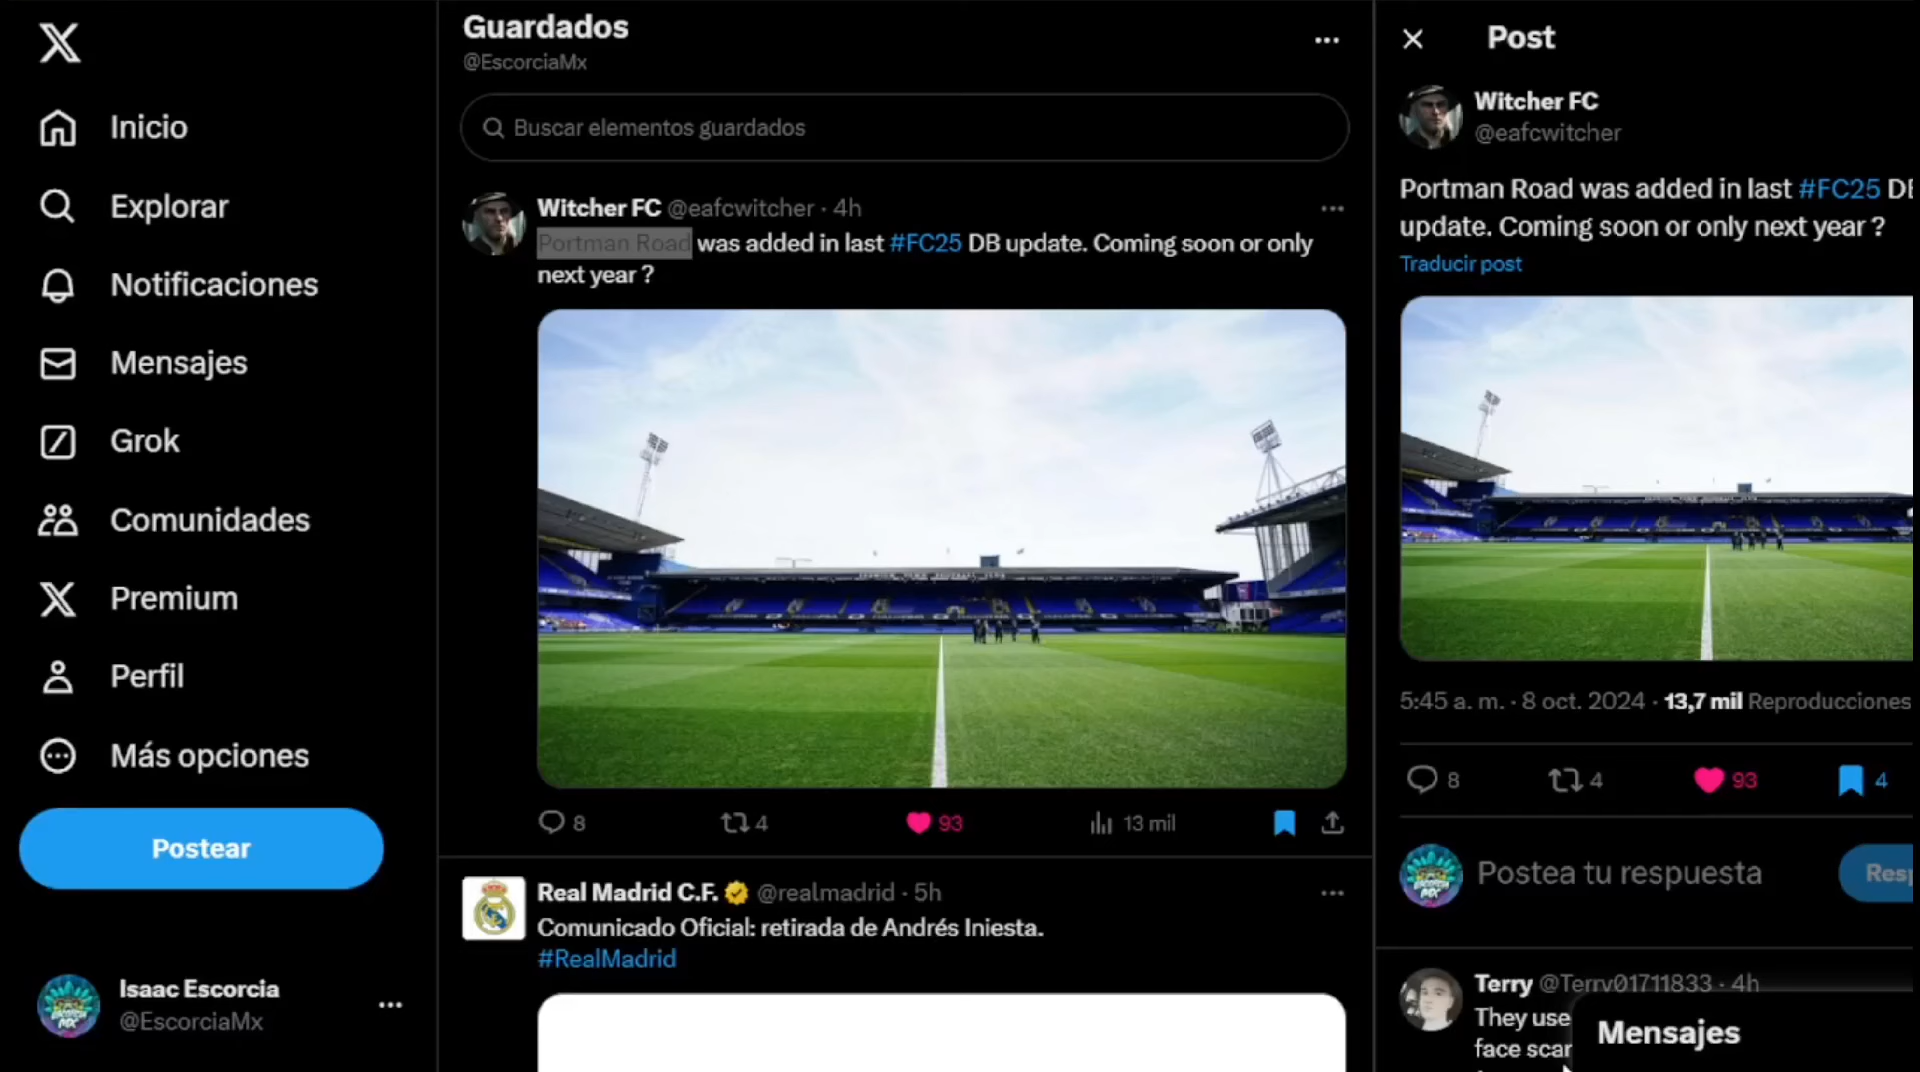 Inicio
Explorar
Notificaciones
Mensajes
Grok
Comunidades
Premium
Perfil
Más opciones
Postear
Isaac Escorcia
@EscorciaMx
Guardados
@EscorciaMx
Buscar elementos guardados
Witcher FC @eafcwitcher · 4h
Portman Road was added in last #FC25 DB update. Coming soon or only
next year ?
8 4 93 13 mil
Real Madrid C.F. @realmadrid · 5h
Comunicado Oficial: retirada de Andrés Iniesta.
#RealMadrid
Post
Witcher FC
@eafcwitcher
Portman Road was added in last #FC25 DB
update. Coming soon or only next year ?
Traducir post
5:45 a. m. · 8 oct. 2024 · 13,7 mil Reproducciones
8 4 93 4
Postea tu respuesta
Resp
Terry @Terry01711833 · 4h
They use
face scar
Mensajes